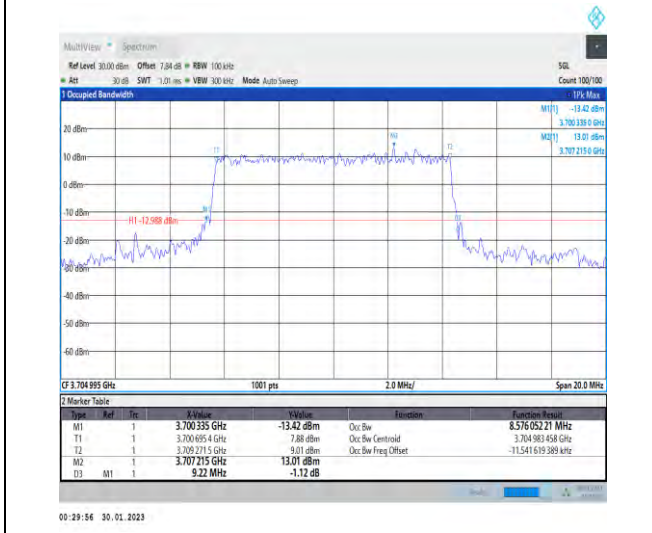 MultiView Spectrum
Ref Level 30.00 dBm Offset 7.84 dB RBW 100 kHz SGL
Att 30 dB SWT 1.01 ms VBW 300 kHz Mode Auto Sweep Count 100/100
1 Occupied Bandwidth 1Pk Max
M1[1] -13.42 dBm
3.700 335 0 GHz
M2[1] 13.01 dBm
3.707 215 0 GHz
20 dBm
M2
T1 T2
10 dBm
0 dBm
-10 dBm
M1
H1 -12.988 dBm
D3
-20 dBm
-30 dBm
-40 dBm
-50 dBm
-60 dBm
CF 3.704 995 GHz 1001 pts 2.0 MHz/ Span 20.0 MHz
2 Marker Table
Type Ref Trc X-Value Y-Value Function Function Result
M1 1 3.700 335 GHz -13.42 dBm Occ Bw 8.576 052 21 MHz
T1 1 3.700 695 4 GHz 7.88 dBm Occ Bw Centroid 3.704 983 458 GHz
T2 1 3.709 271 5 GHz 9.01 dBm Occ Bw Freq Offset -11.541 619 389 kHz
M2 1 3.707 215 GHz 13.01 dBm
D3 M1 1 9.22 MHz -1.12 dB
00:29:56 30.01.2023